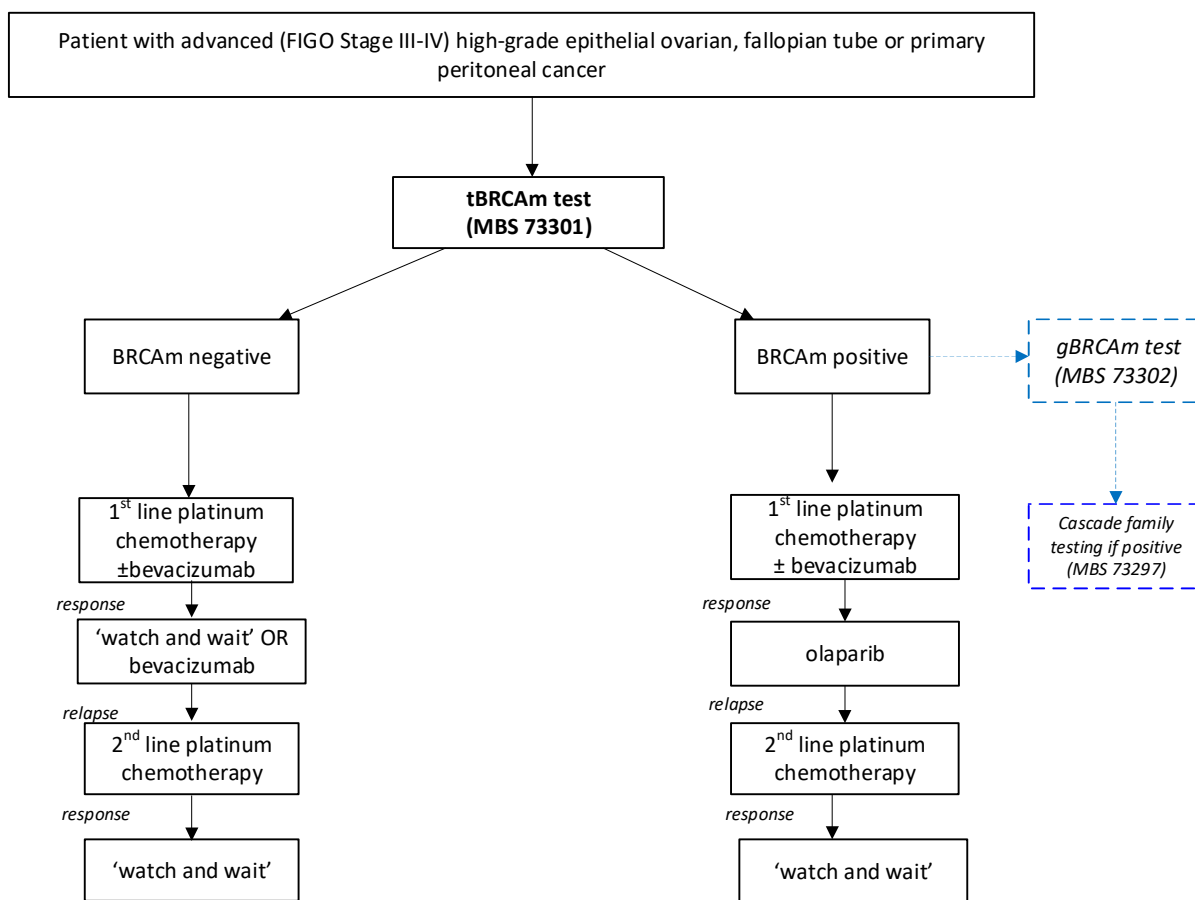 Patient with advanced (FIGO Stage III-IV) high-grade epithelial ovarian, fallopian tube or primary
peritoneal cancer
tBRCAm test
(MBS 73301)
BRCAm negative
BRCAm positive
gBRCAm test
(MBS 73302)
1st line platinum
chemotherapy
±bevacizumab
1st line platinum
chemotherapy
± bevacizumab
Cascade family
testing if positive
(MBS 73297)
response
response
‘watch and wait’ OR
bevacizumab
olaparib
relapse
relapse
2nd line platinum
chemotherapy
2nd line platinum
chemotherapy
response
response
‘watch and wait’
‘watch and wait’